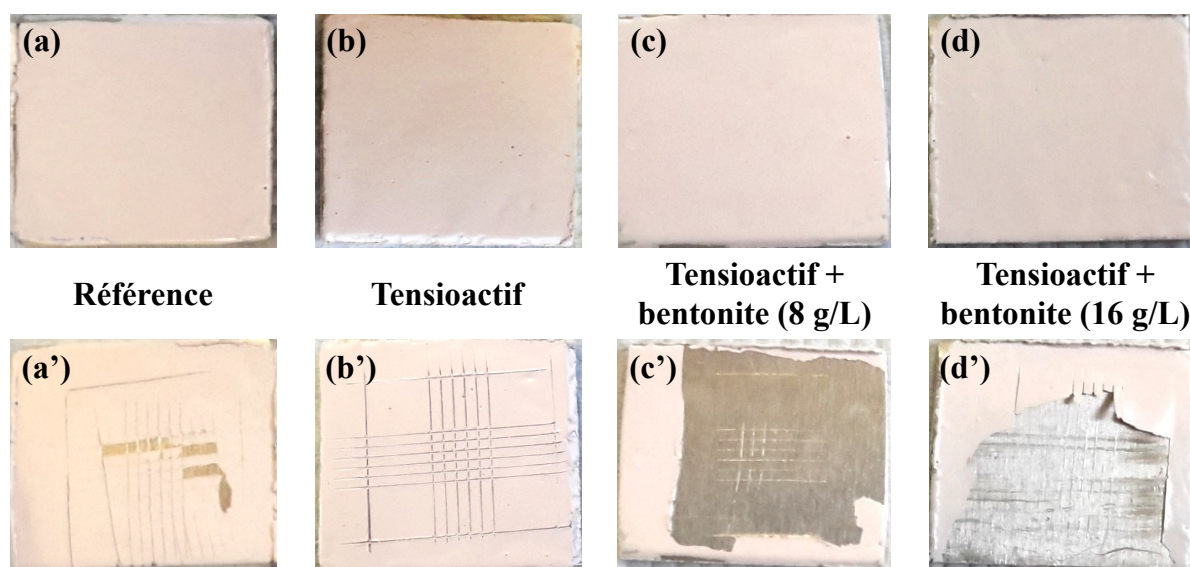 (a) (b) (c) (d)
Référence Tensioactif Tensioactif + Tensioactif +
bentonite (8 g/L) bentonite (16 g/L)
(a') (b') (c') (d')